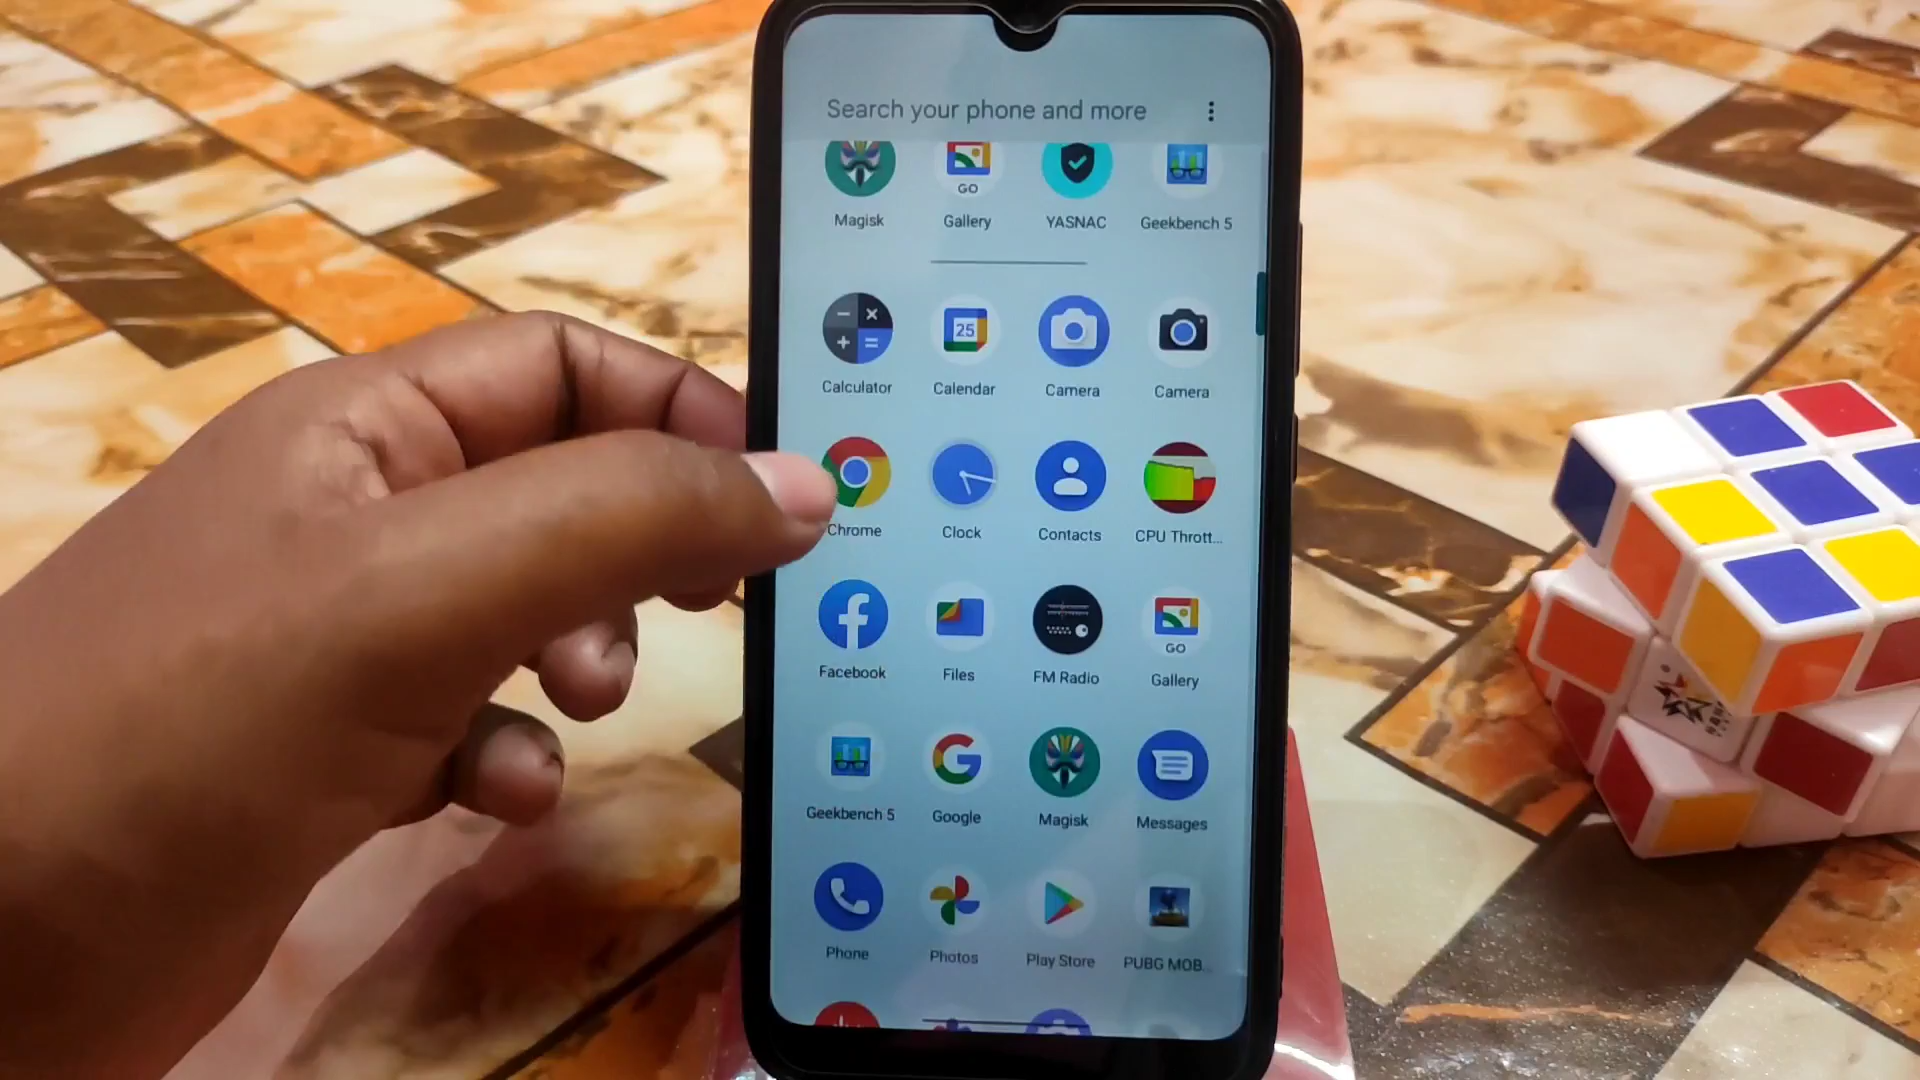 Search your phone and more
GO
Magisk Gallery YASNAC Geekbench 5
25
Calculator Calendar Camera Camera
Chrome Clock Contacts CPU Thrott...
GO
Facebook Files FM Radio Gallery
Geekbench 5 Google Magisk Messages
Phone Photos Play Store PUBG MOB...